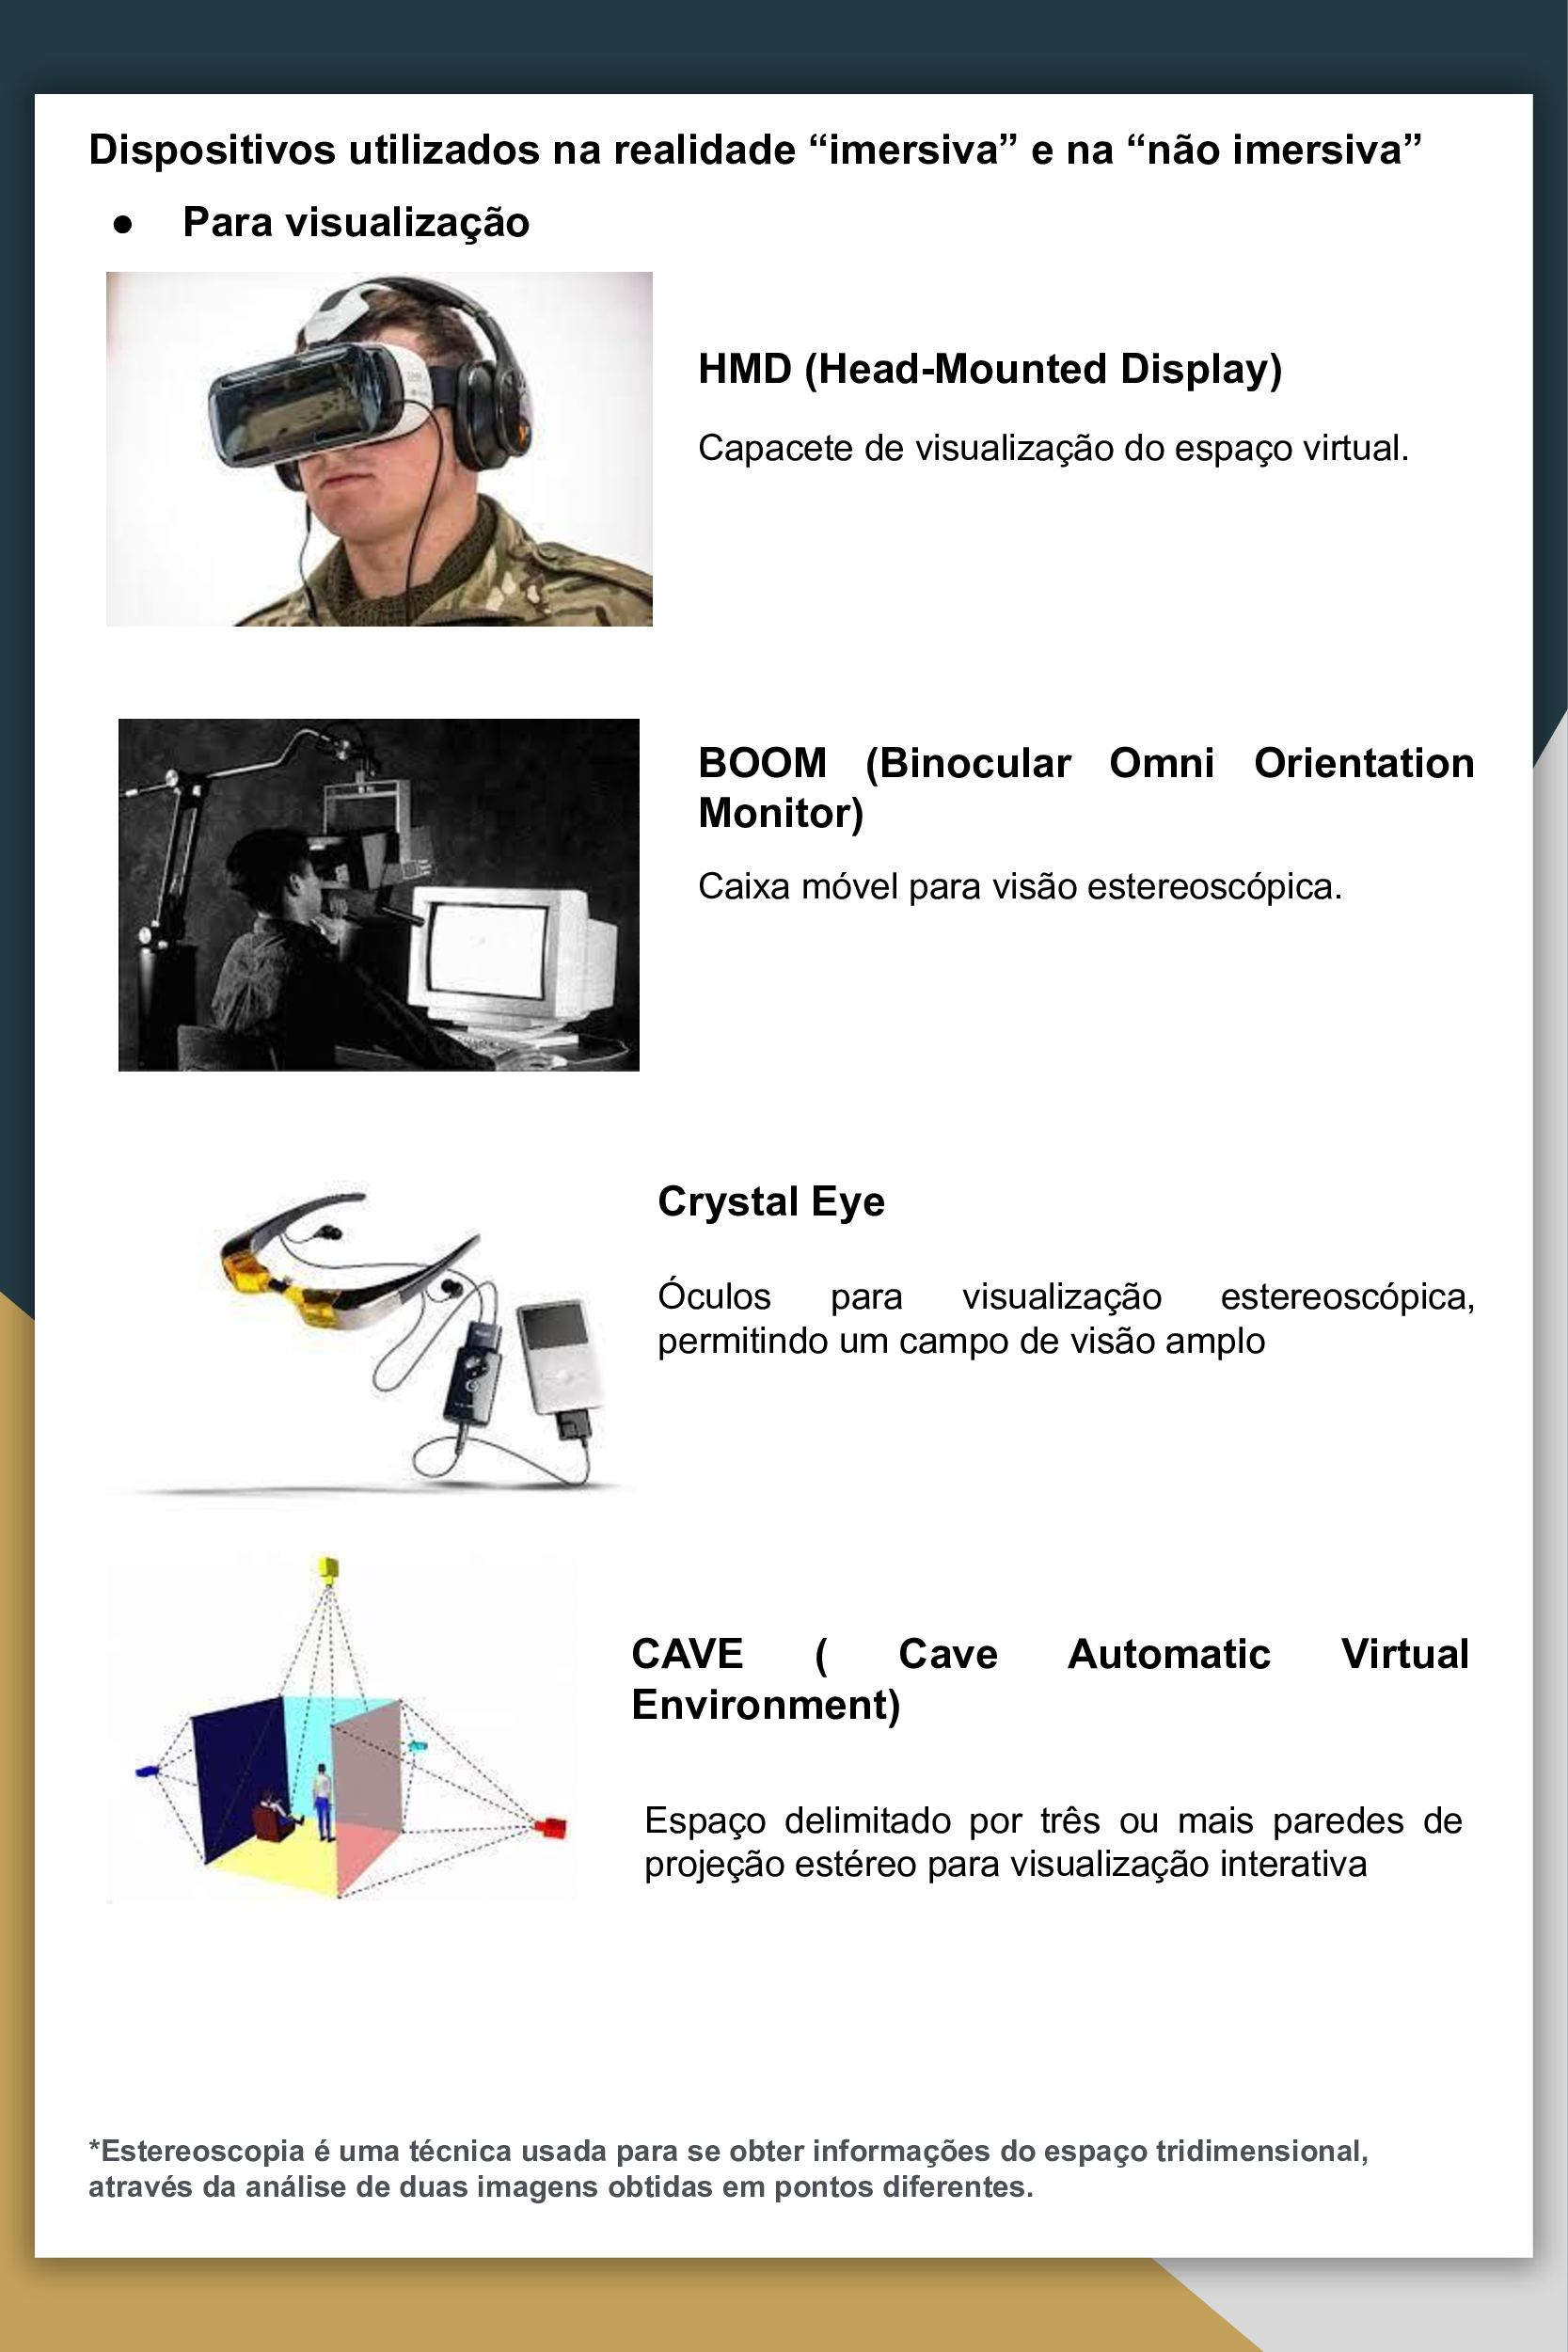 Dispositivos utilizados na realidade “imersiva” e na “não imersiva”
● Para visualização
HMD (Head-Mounted Display)
Capacete de visualização do espaço virtual.
BOOM (Binocular Omni Orientation
Monitor)
Caixa móvel para visão estereoscópica.
Crystal Eye
Óculos para visualização estereoscópica,
permitindo um campo de visão amplo
CAVE ( Cave Automatic Virtual
Environment)
Espaço delimitado por três ou mais paredes de
projeção estéreo para visualização interativa
*Estereoscopia é uma técnica usada para se obter informações do espaço tridimensional,
através da análise de duas imagens obtidas em pontos diferentes.